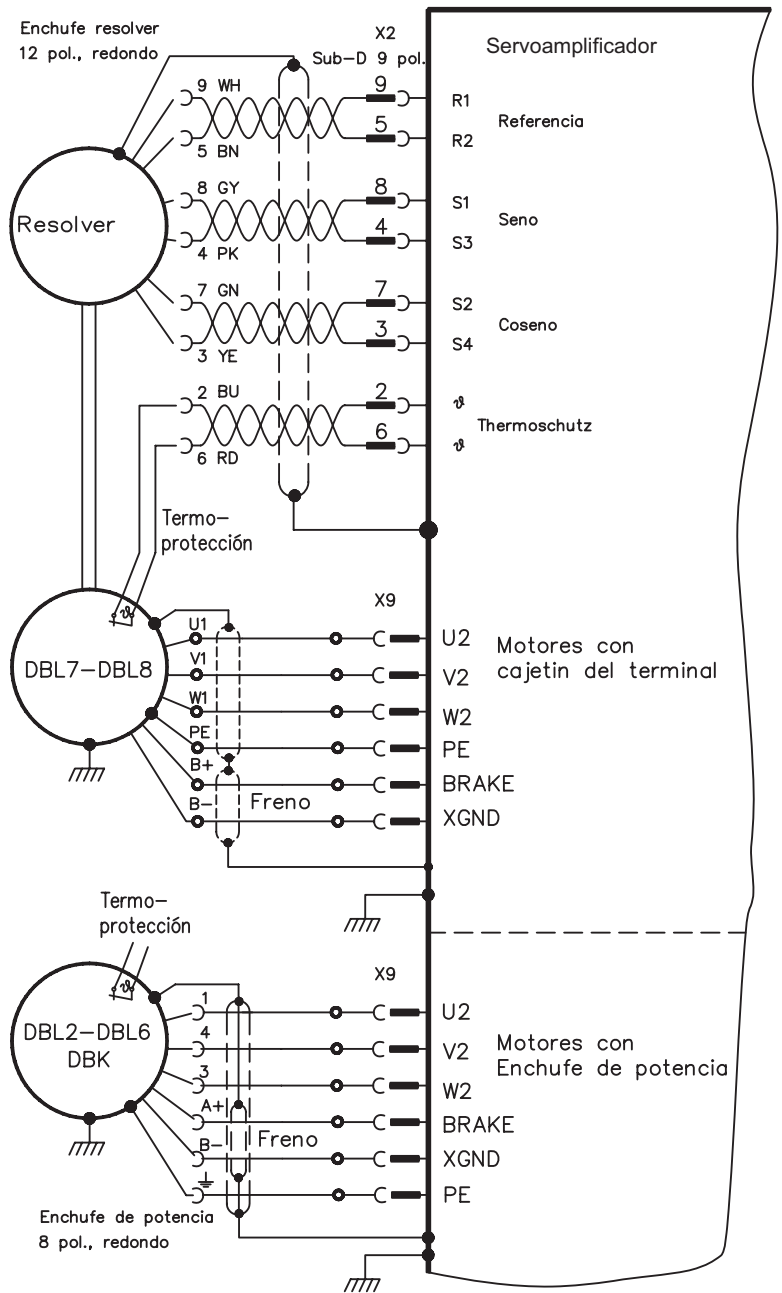 Enchufe resolver
12 pol., redondo
X2
Sub-D 9 pol.
Servoamplificador
9 WH
9
R1
Referencia
5 BN
5
R2
Resolver
8 GY
8
S1
Seno
4 PK
4
S3
7 GN
7
S2
Coseno
3 YE
3
S4
2 BU
2
ϑ
Thermoschutz
6 RD
6
ϑ
Termo-
protección
ϑ
X9
DBL7-DBL8
U1
U2
Motores con
cajetin del terminal
V1
V2
W1
W2
PE
PE
B+
BRAKE
B-
Freno
XGND
Termo-
protección
ϑ
X9
DBL2-DBL6
DBK
1
U2
Motores con
Enchufe de potencia
4
V2
3
W2
A+
BRAKE
B-
Freno
XGND
PE
Enchufe de potencia
8 pol., redondo